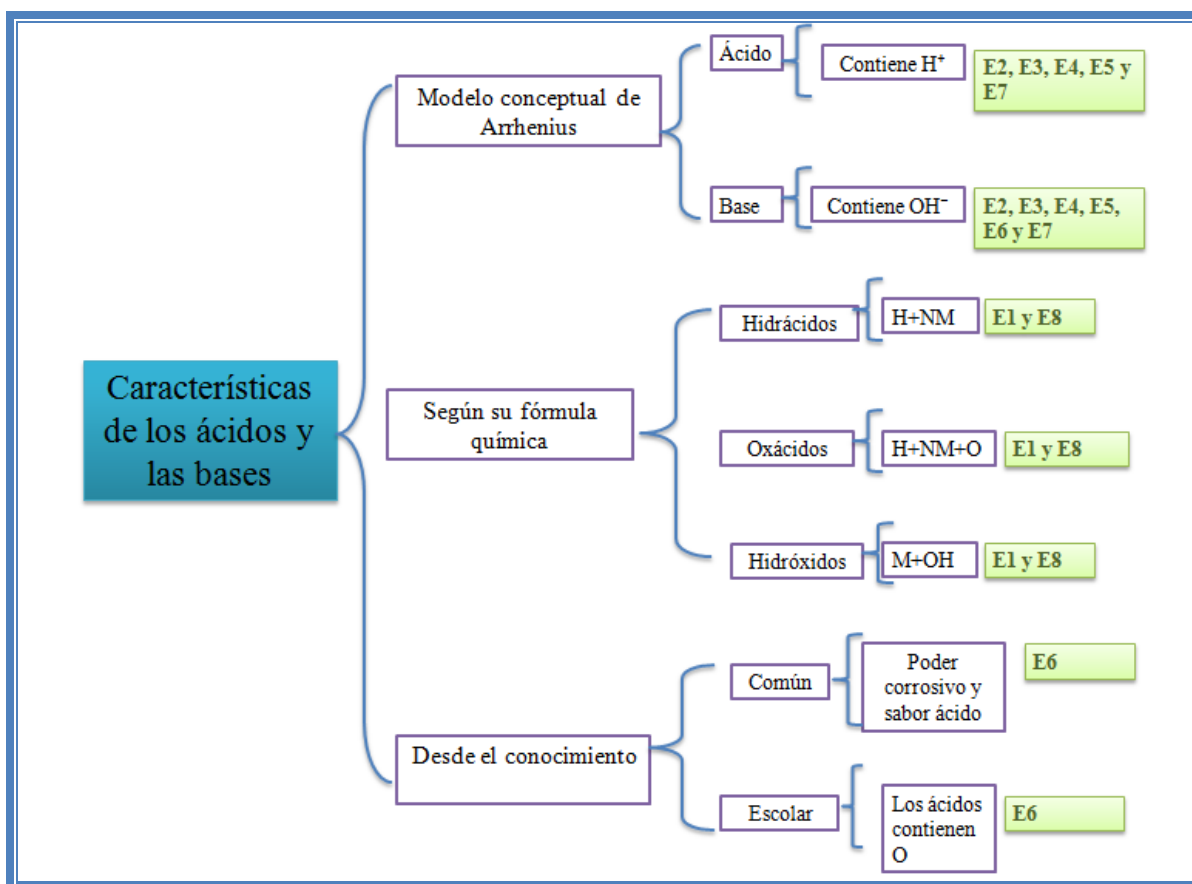 Ácido
Contiene H⁺
E2, E3, E4, E5 y
E7
Modelo conceptual de
Arrhenius
Base
Contiene OH⁻
E2, E3, E4, E5,
E6 y E7
Hidrácidos
H+NM
E1 y E8
Características
de los ácidos y
las bases
Según su fórmula
química
Oxácidos
H+NM+O
E1 y E8
Hidróxidos
M+OH
E1 y E8
Común
Poder
corrosivo y
sabor ácido
E6
Desde el conocimiento
Escolar
Los ácidos
contienen
O
E6